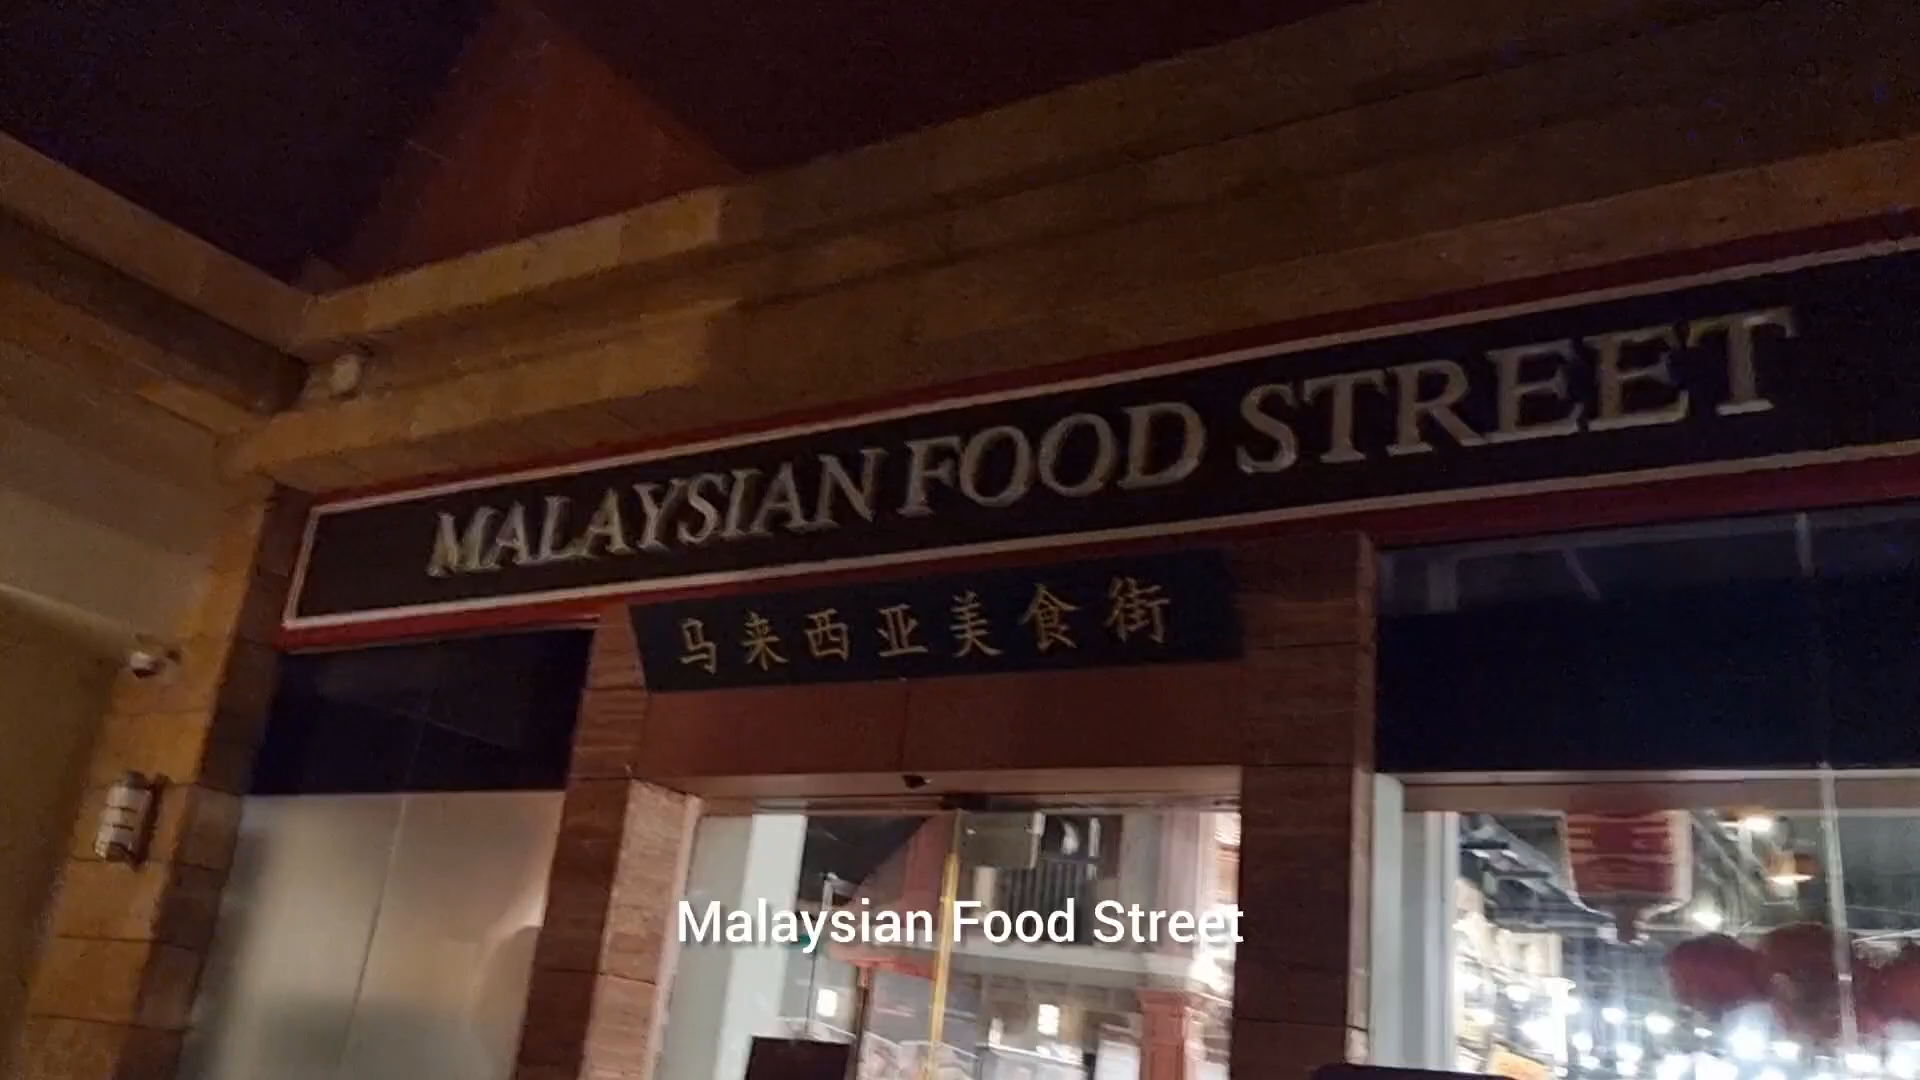 MALAYSIAN FOOD STREET
马来西亚美食街
Malaysian Food Street